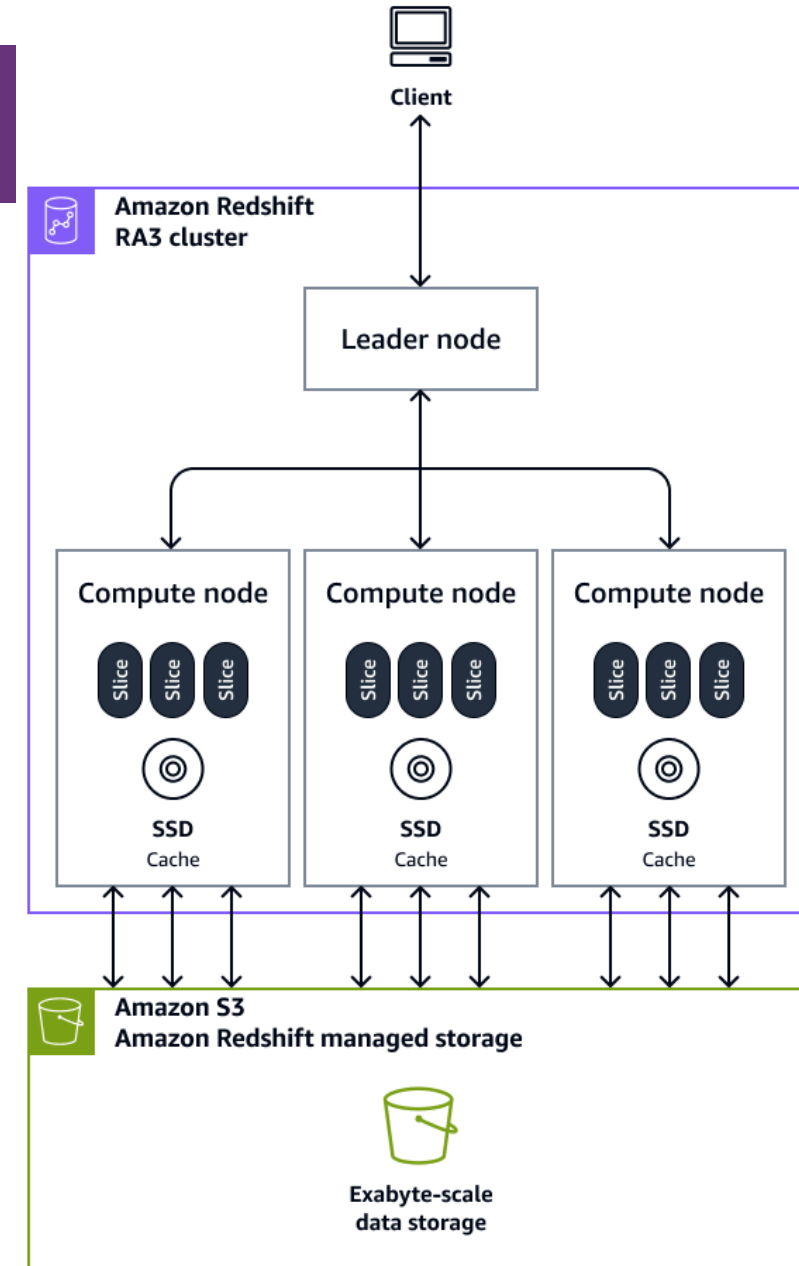 Client
Amazon Redshift
RA3 cluster
Leader node
Compute node
Compute node
Compute node
Slice
Slice
Slice
Slice
Slice
Slice
Slice
Slice
Slice
SSD
Cache
SSD
Cache
SSD
Cache
Amazon S3
Amazon Redshift managed storage
Exabyte-scale
data storage